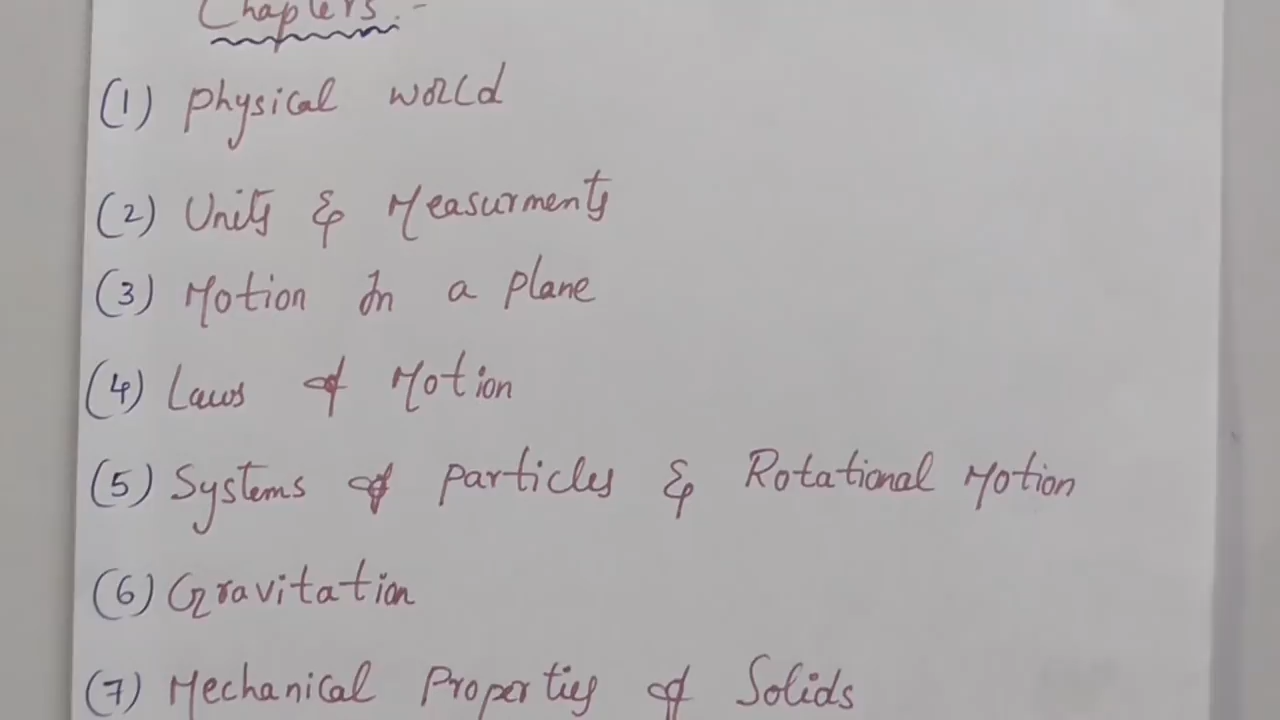 Chapters :-
(1) Physical world
(2) Units & Measurments
(3) Motion In a plane
(4) Laws of Motion
(5) Systems of particles & Rotational Motion
(6) Gravitation
(7) Mechanical Properties of Solids